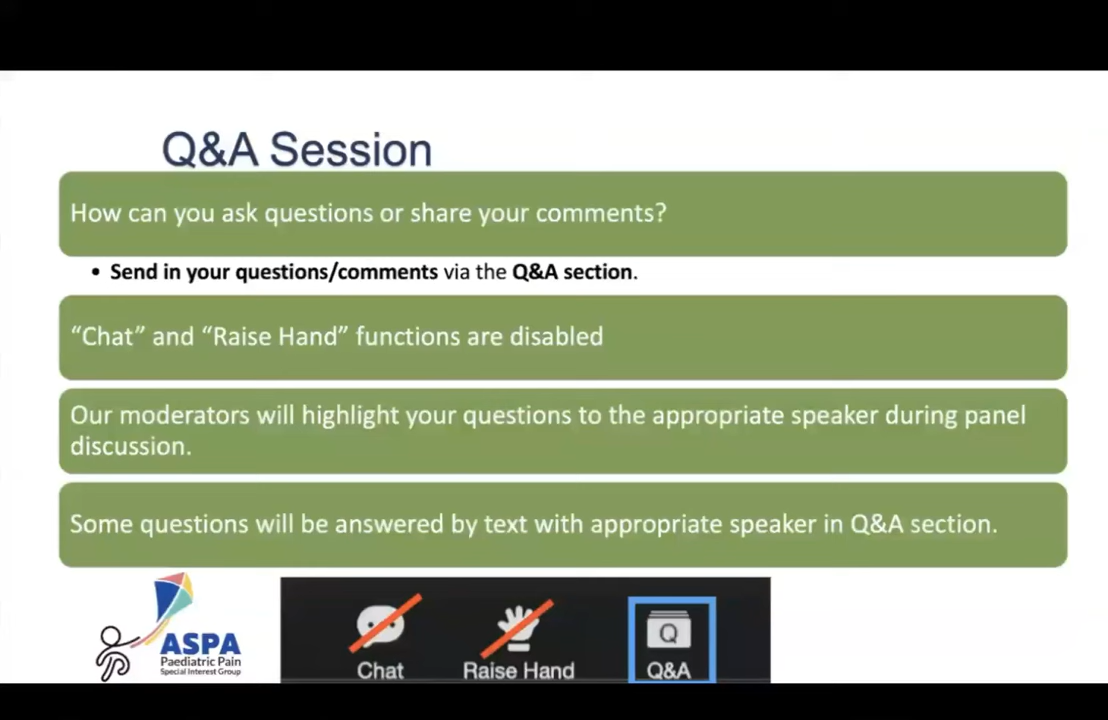 Q&A Session
How can you ask questions or share your comments?
• Send in your questions/comments via the Q&A section.
“Chat” and “Raise Hand” functions are disabled
Our moderators will highlight your questions to the appropriate speaker during panel
discussion.
Some questions will be answered by text with appropriate speaker in Q&A section.
ASPA
Paediatric Pain
Special Interest Group
Q
Chat
Raise Hand
Q&A